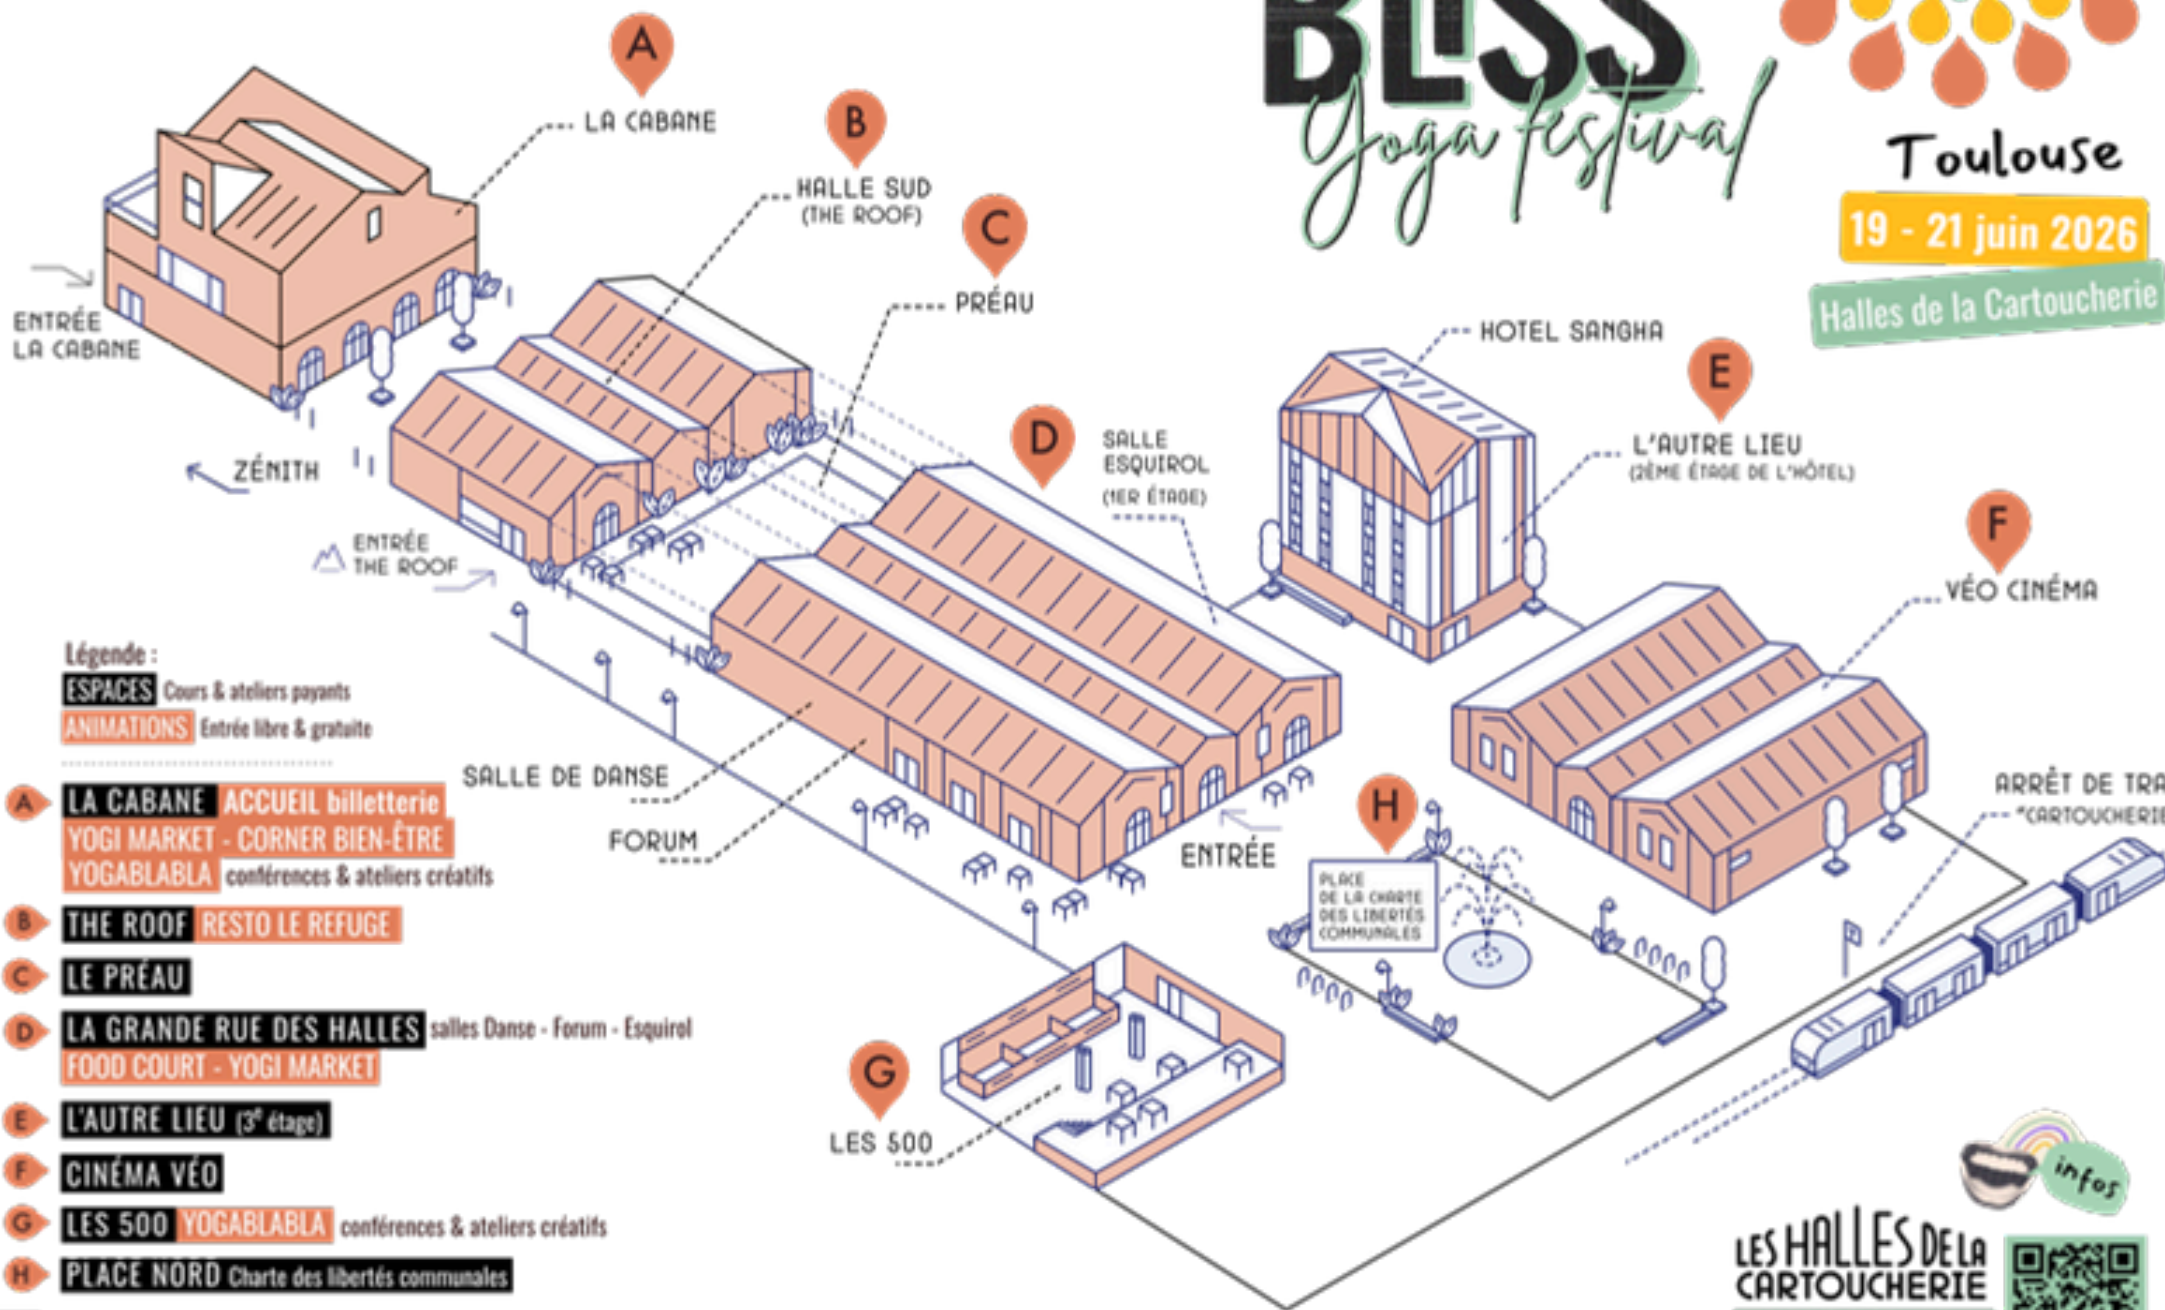 BLISS
Yoga festival
Toulouse
19 - 21 juin 2026
Halles de la Cartoucherie
A
LA CABANE
B
HALLE SUD
(THE ROOF)
C
PRÉAU
ENTRÉE
LA CABANE
ZÉNITH
ENTRÉE
THE ROOF
D
SALLE
ESQUIROL
(1ER ÉTAGE)
HOTEL SANGHA
E
L'AUTRE LIEU
(2ÈME ÉTAGE DE L'HÔTEL)
F
VÉO CINÉMA
SALLE DE DANSE
FORUM
ENTRÉE
H
PLACE
DE LA CHARTE
DES LIBERTÉS
COMMUNALES
ARRÊT DE TRA
"CARTOUCHERIE
G
LES 500
Légende :
ESPACES Cours & ateliers payants
ANIMATIONS Entrée libre & gratuite
A LA CABANE ACCUEIL billetterie
YOGI MARKET - CORNER BIEN-ÊTRE
YOGABLABLA conférences & ateliers créatifs
B THE ROOF RESTO LE REFUGE
C LE PRÉAU
D LA GRANDE RUE DES HALLES salles Danse - Forum - Esquirol
FOOD COURT - YOGI MARKET
E L'AUTRE LIEU (3e étage)
F CINÉMA VÉO
G LES 500 YOGABLABLA conférences & ateliers créatifs
H PLACE NORD Charte des libertés communales
infos
LES HALLES DE LA
CARTOUCHERIE